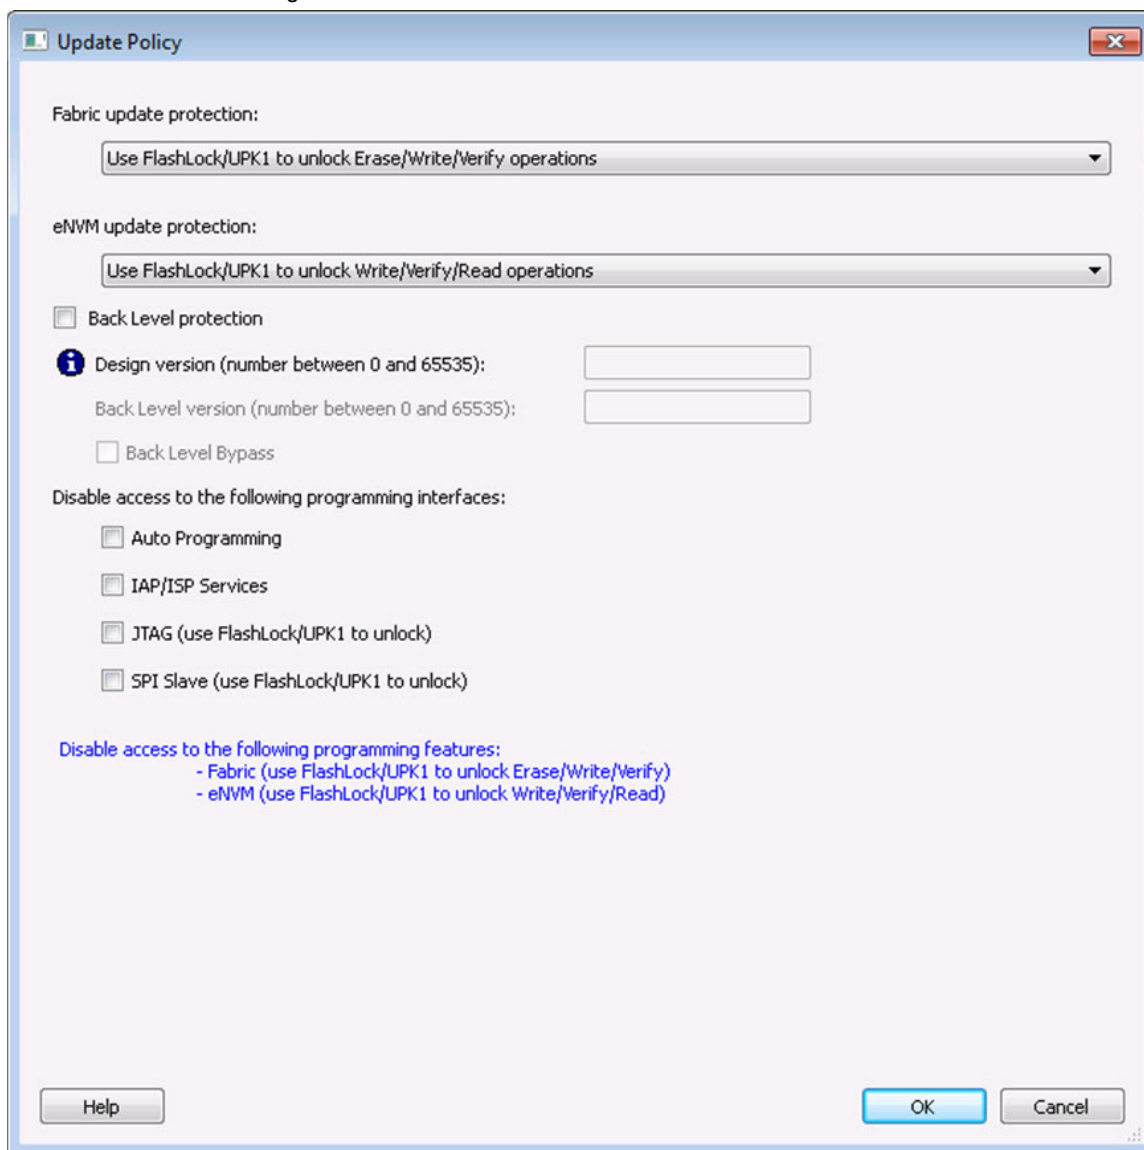 Update Policy
Fabric update protection:
Use FlashLock/UPK1 to unlock Erase/Write/Verify operations
eNVM update protection:
Use FlashLock/UPK1 to unlock Write/Verify/Read operations
Back Level protection
Design version (number between 0 and 65535):
Back Level version (number between 0 and 65535):
Back Level Bypass
Disable access to the following programming interfaces:
Auto Programming
IAP/ISP Services
JTAG (use FlashLock/UPK1 to unlock)
SPI Slave (use FlashLock/UPK1 to unlock)
Disable access to the following programming features:
- Fabric (use FlashLock/UPK1 to unlock Erase/Write/Verify)
- eNVM (use FlashLock/UPK1 to unlock Write/Verify/Read)
Help OK Cancel